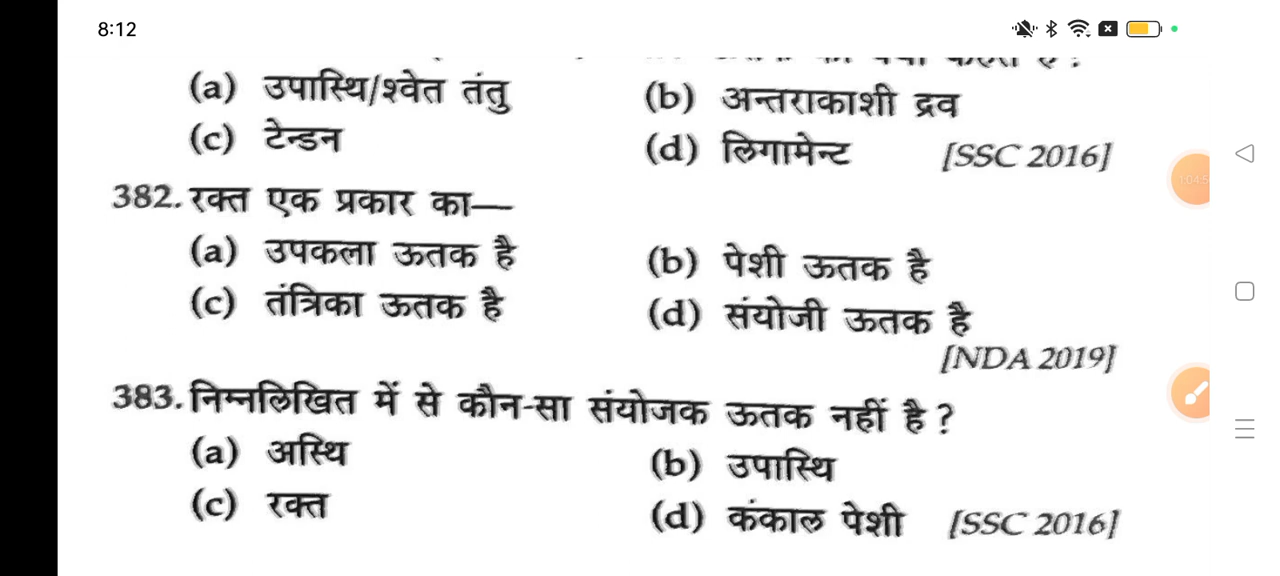 8:12
(a) उपास्थि/श्वेत तंतु (b) अन्तराकाशी द्रव
(c) टेन्डन (d) लिगामेन्ट [SSC 2016]
382. रक्त एक प्रकार का—
(a) उपकला ऊतक है (b) पेशी ऊतक है
(c) तंत्रिका ऊतक है (d) संयोजी ऊतक है
[NDA 2019]
383. निम्नलिखित में से कौन-सा संयोजक ऊतक नहीं है ?
(a) अस्थि (b) उपास्थि
(c) रक्त (d) कंकाल पेशी [SSC 2016]